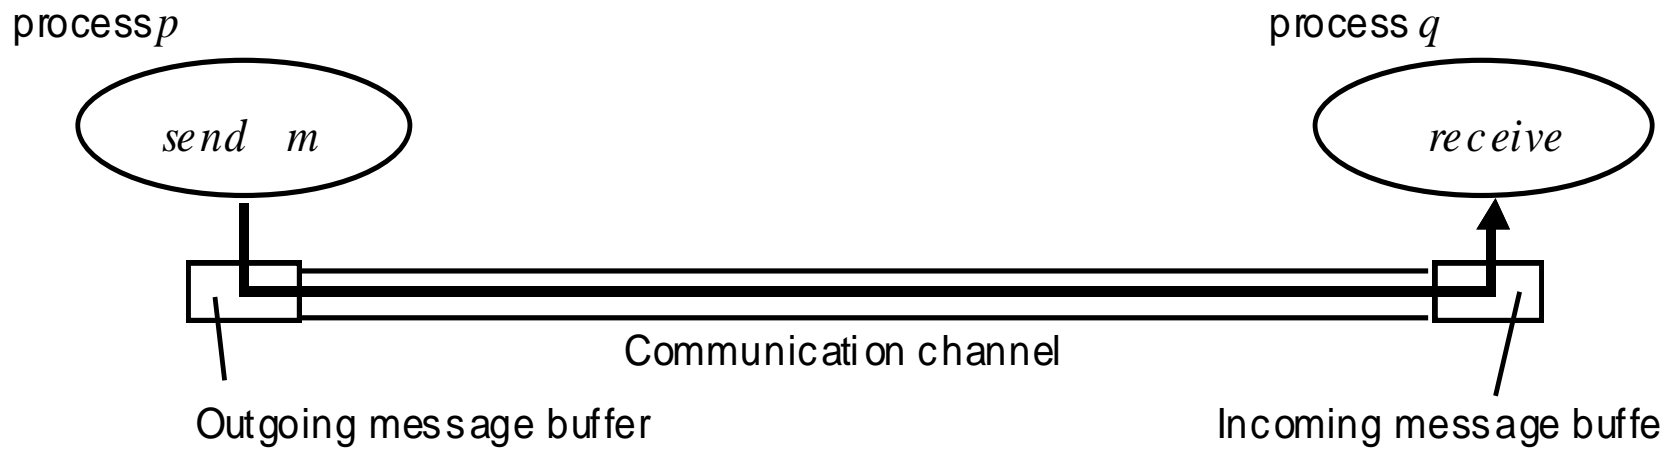 process p
process q
send m
receive
Communication channel
Outgoing message buffer
Incoming message buffe